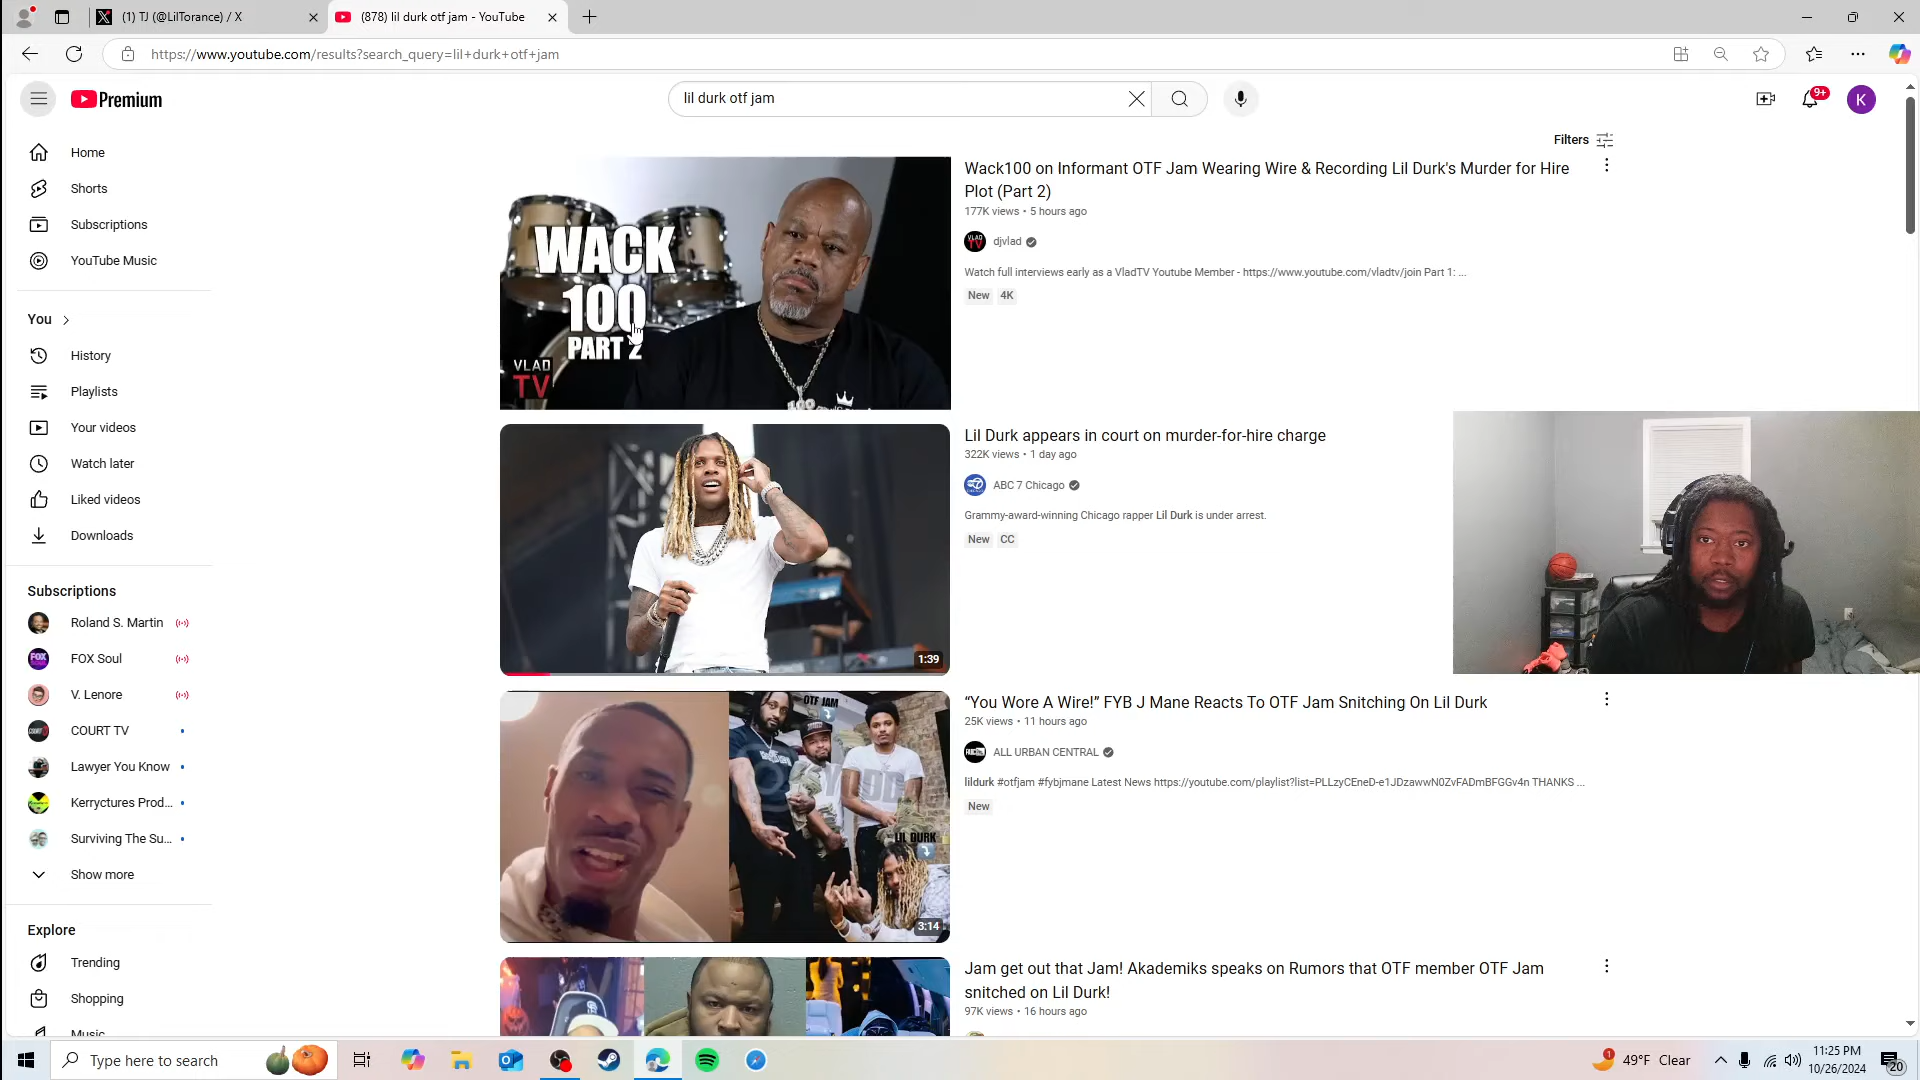 (1) TJ (@LilTorance) / X
(878) lil durk otf jam - YouTube
https://www.youtube.com/results?search_query=lil+durk+otf+jam
Premium
lil durk otf jam
9+
K
Home
Shorts
Subscriptions
YouTube Music
You
History
Playlists
Your videos
Watch later
Liked videos
Downloads
Subscriptions
Roland S. Martin
FOX Soul
V. Lenore
COURT TV
Lawyer You Know
Kerryctures Prod...
Surviving The Su...
Show more
Explore
Trending
Shopping
Music
Filters
WACK
100
PART 2
VLAD
TV
Wack100 on Informant OTF Jam Wearing Wire & Recording Lil Durk's Murder for Hire
Plot (Part 2)
177K views • 5 hours ago
djvlad
Watch full interviews early as a VladTV Youtube Member - https://www.youtube.com/vladtv/join Part 1: ...
New 4K
1:39
Lil Durk appears in court on murder-for-hire charge
322K views • 1 day ago
ABC 7 Chicago
Grammy-award-winning Chicago rapper Lil Durk is under arrest.
New CC
OTF JAM
LIL DURK
3:14
“You Wore A Wire!” FYB J Mane Reacts To OTF Jam Snitching On Lil Durk
25K views • 11 hours ago
ALL URBAN CENTRAL
lildurk #otfjam #fybjmane Latest News https://youtube.com/playlist?list=PLLzyCEneD-e1JDzawwN0ZvFADmBFGGv4n THANKS ...
New
Jam get out that Jam! Akademiks speaks on Rumors that OTF member OTF Jam
snitched on Lil Durk!
97K views • 16 hours ago
Type here to search
1
49°F Clear
11:25 PM
10/26/2024
20